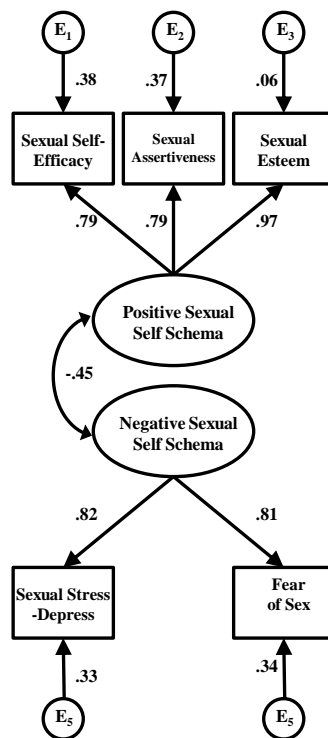 E1 E2 E3
.38 .37 .06
Sexual Self-
Efficacy
Sexual
Assertiveness
Sexual
Esteem
.79 .79 .97
Positive Sexual
Self Schema
-.45
Negative Sexual
Self Schema
.82 .81
Sexual Stress
-Depress
Fear
of Sex
.33 .34
E5 E5